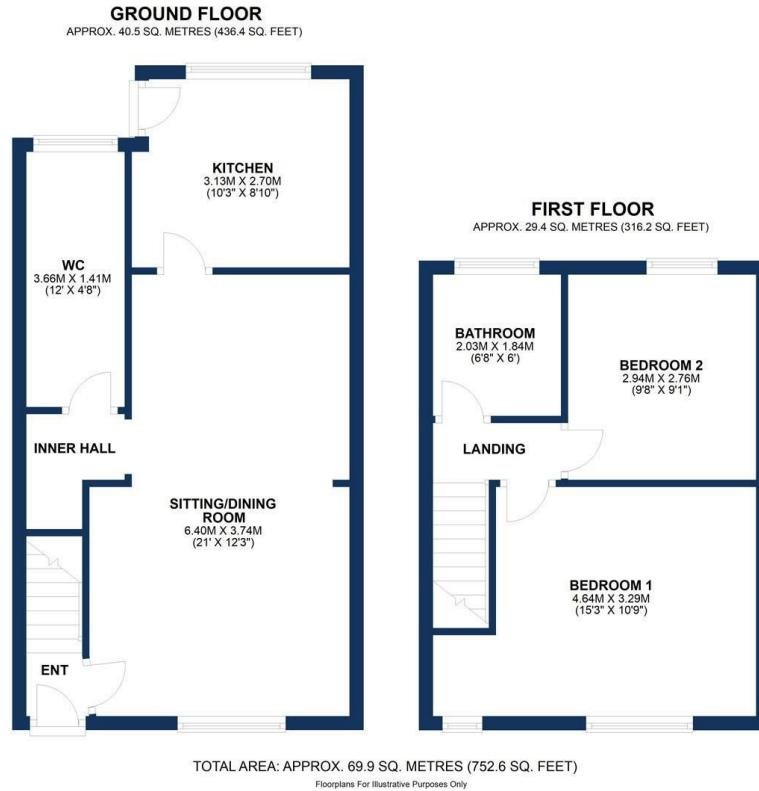 GROUND FLOOR
APPROX. 40.5 SQ. METRES (436.4 SQ. FEET)
KITCHEN
3.13M X 2.70M
(10'3" X 8'10")
WC
3.66M X 1.41M
(12' X 4'8")
INNER HALL
SITTING/DINING
ROOM
6.40M X 3.74M
(21' X 12'3")
ENT
FIRST FLOOR
APPROX. 29.4 SQ. METRES (316.2 SQ. FEET)
BATHROOM
2.03M X 1.84M
(6'8" X 6')
BEDROOM 2
2.94M X 2.76M
(9'8" X 9'1")
LANDING
BEDROOM 1
4.64M X 3.29M
(15'3" X 10'9")
TOTAL AREA: APPROX. 69.9 SQ. METRES (752.6 SQ. FEET)
Floorplans For Illustrative Purposes Only